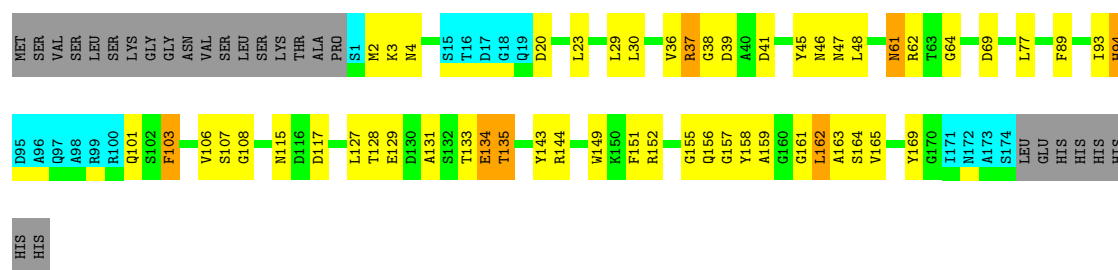 MET SER VAL SER LEU SER LYS GLY GLY ASN VAL SER LEU SER LYS THR ALA PRO S1 M2 K3 N4 S15 T16 D17 G18 Q19 D20 L23 L29 L30 V36 R37 G38 D39 A40 D41 Y45 N46 N47 L48 N61 R62 T63 G64 D69 L77 F89 I93 H94
D95 A96 Q97 A98 R99 R100 Q101 S102 F103 V106 S107 G108 N115 D116 D117 L127 T128 E129 D130 A131 S132 T133 E134 T135 Y143 R144 W149 K150 F151 R152 G155 Q156 G157 Y158 A159 G160 G161 L162 A163 S164 V165 Y169 G170 I171 N172 A173 S174 LEU GLU HIS HIS HIS HIS
HIS HIS